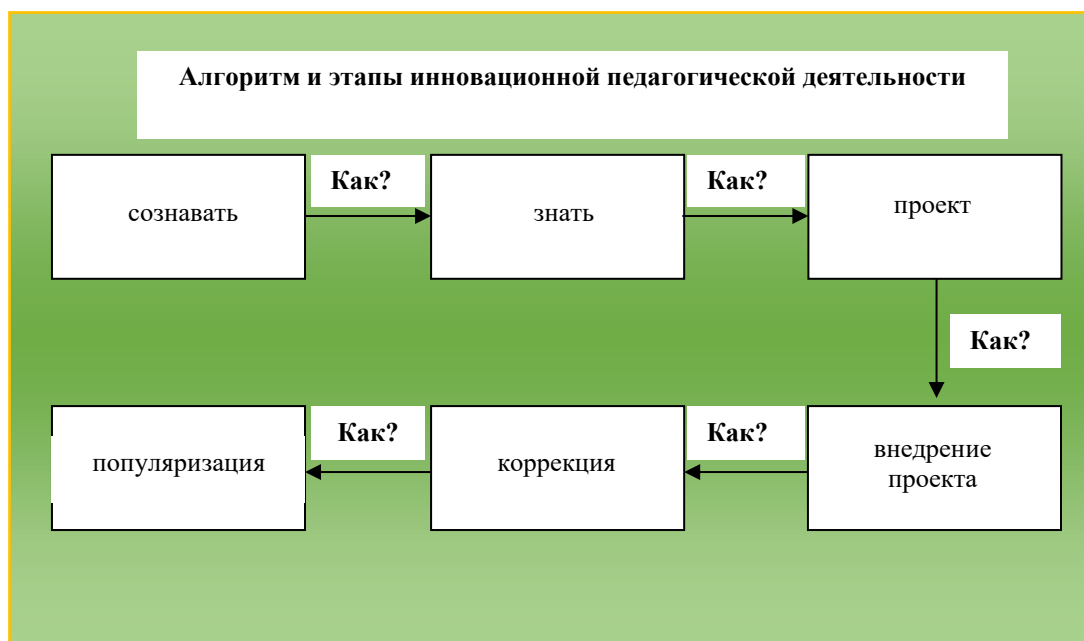 Алгоритм и этапы инновационной педагогической деятельности
сознавать
Как?
знать
Как?
проект
Как?
внедрение
проекта
Как?
коррекция
Как?
популяризация